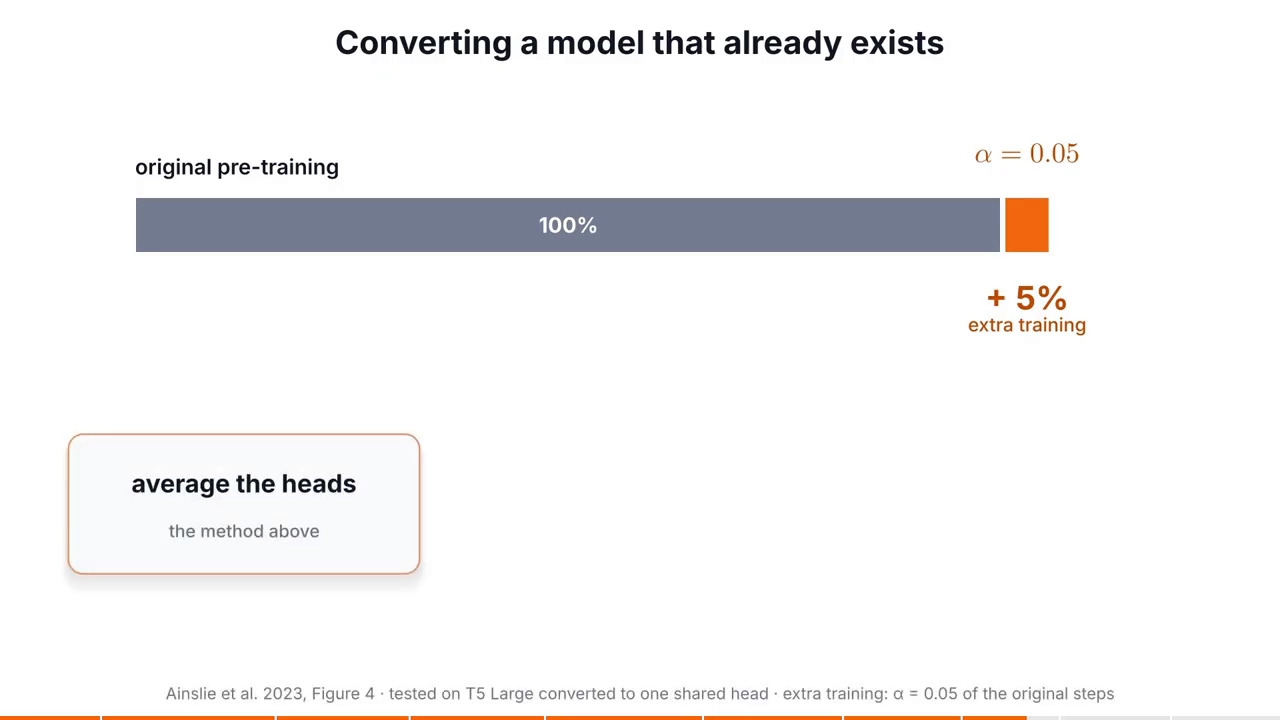 Converting a model that already exists
original pre-training
α = 0.05
100%
+ 5%
extra training
average the heads
the method above
Ainslie et al. 2023, Figure 4 · tested on T5 Large converted to one shared head · extra training: α = 0.05 of the original steps